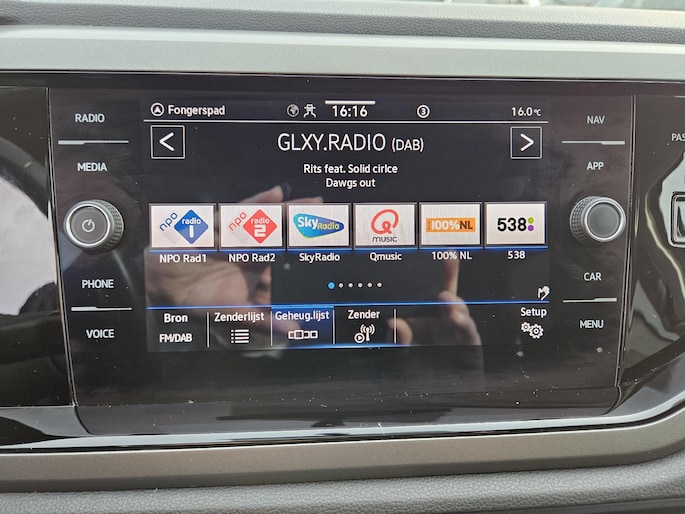 Fongerspad 16:16 3 16.0 °C
RADIO
MEDIA
PHONE
VOICE
< GLXY.RADIO (DAB) >
Rits feat. Solid cirlce
Dawgs out
npo radio 1
npo radio 2
Sky Radio
Q MUSIC
100% NL
538
NPO Rad1 NPO Rad2 SkyRadio Qmusic 100% NL 538
Bron Zenderlijst Geheug.lijst Zender Setup
FM/DAB
NAV
APP
CAR
MENU
PAS